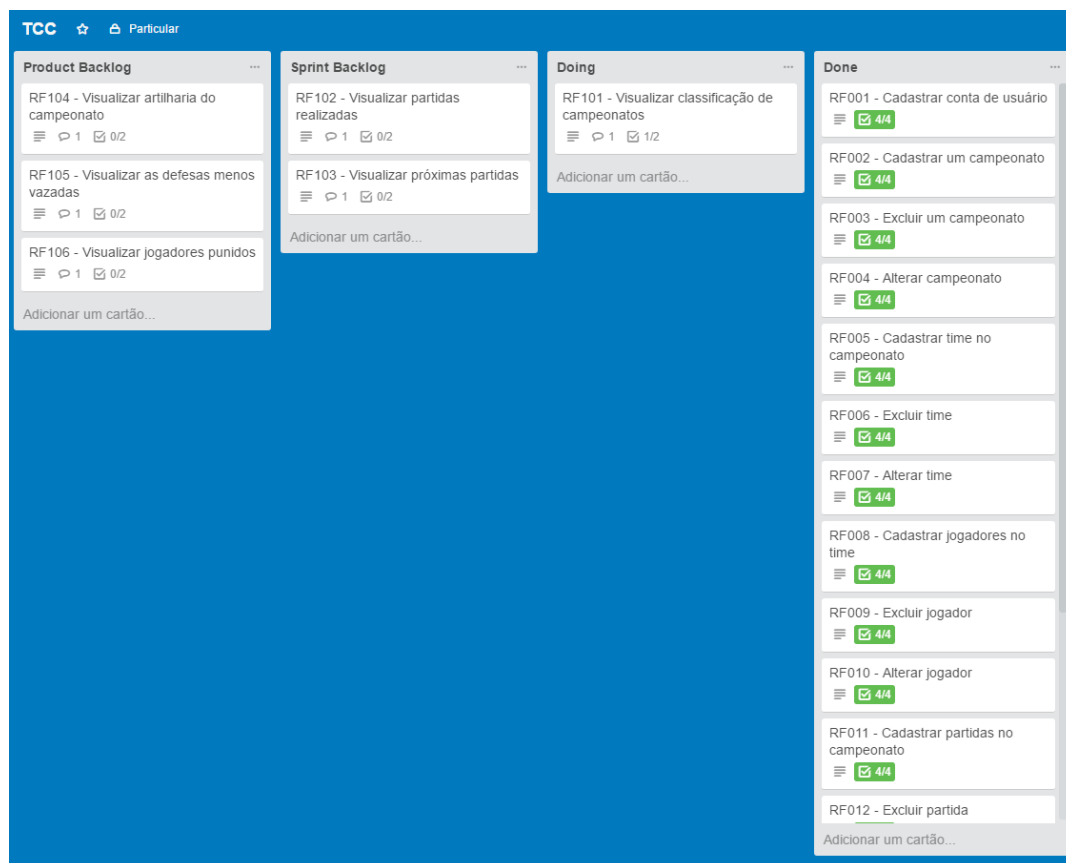 TCC Particular
Product Backlog
RF104 - Visualizar artilharia do
campeonato
1 0/2
RF105 - Visualizar as defesas menos
vazadas
1 0/2
RF106 - Visualizar jogadores punidos
1 0/2
Adicionar um cartão...
Sprint Backlog
RF102 - Visualizar partidas
realizadas
1 0/2
RF103 - Visualizar próximas partidas
1 0/2
Adicionar um cartão...
Doing
RF101 - Visualizar classificação de
campeonatos
1 1/2
Adicionar um cartão...
Done
RF001 - Cadastrar conta de usuário
4/4
RF002 - Cadastrar um campeonato
4/4
RF003 - Excluir um campeonato
4/4
RF004 - Alterar campeonato
4/4
RF005 - Cadastrar time no
campeonato
4/4
RF006 - Excluir time
4/4
RF007 - Alterar time
4/4
RF008 - Cadastrar jogadores no
time
4/4
RF009 - Excluir jogador
4/4
RF010 - Alterar jogador
4/4
RF011 - Cadastrar partidas no
campeonato
4/4
RF012 - Excluir partida
Adicionar um cartão...